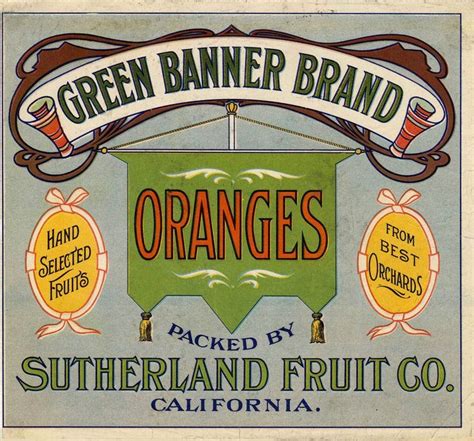 GREEN BANNER BRAND
ORANGES
HAND
SELECTED
FRUITS
FROM
BEST
ORCHARDS
PACKED BY
SUTHERLAND FRUIT CO.
CALIFORNIA.